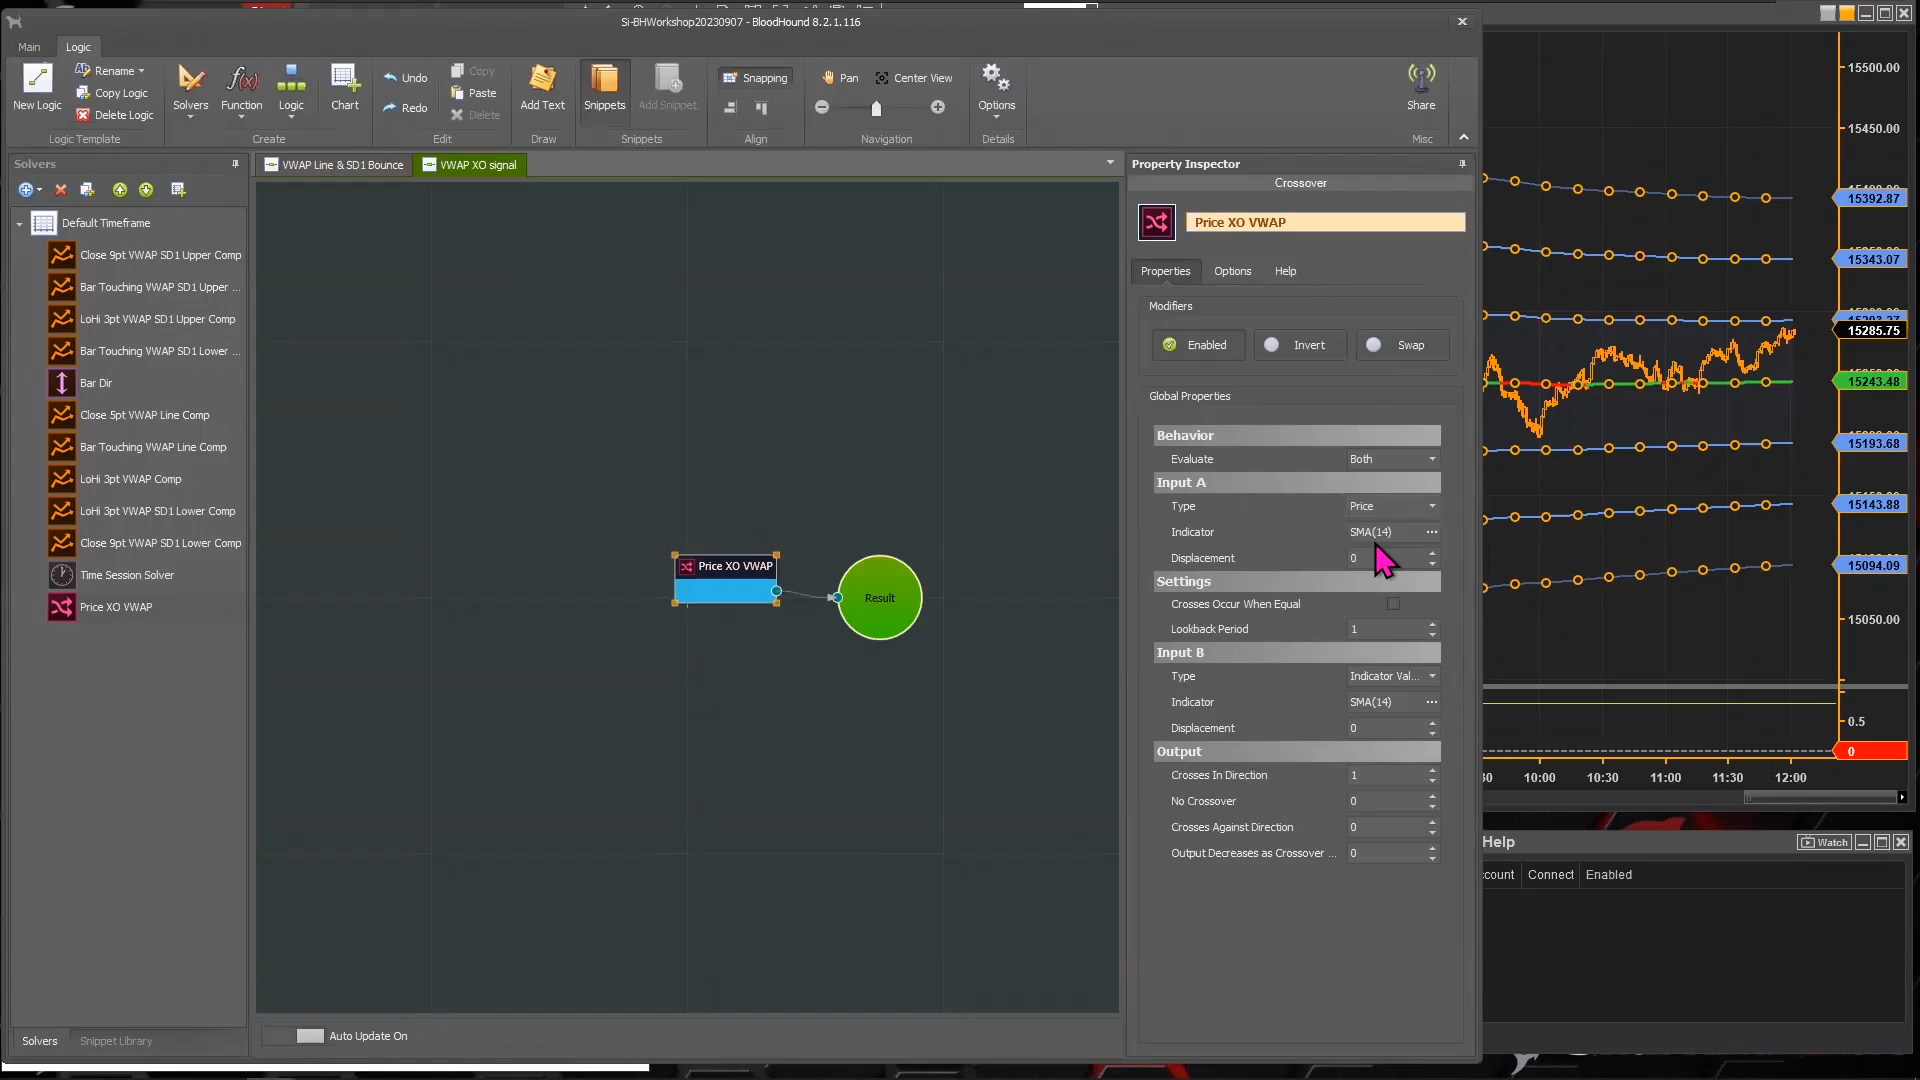 Si-BHWorkshop20230907 - BloodHound 8.2.1.116
Main
Logic
New Logic
Rename
Copy Logic
Delete Logic
Logic Template
Solvers
Function
Logic
Chart
Create
Undo
Redo
Copy
Paste
Delete
Edit
Add Text
Draw
Snippets
Add Snippet
Snippets
Snapping
Align
Pan
Center View
Navigation
Options
Details
Share
Misc
Solvers
Default Timeframe
Close 9pt VWAP SD1 Upper Comp
Bar Touching VWAP SD1 Upper ...
LoHi 3pt VWAP SD1 Upper Comp
Bar Touching VWAP SD1 Lower ...
Bar Dir
Close 5pt VWAP Line Comp
Bar Touching VWAP Line Comp
LoHi 3pt VWAP Comp
LoHi 3pt VWAP SD1 Lower Comp
Close 9pt VWAP SD1 Lower Comp
Time Session Solver
Price XO VWAP
Solvers
Snippet Library
VWAP Line & SD1 Bounce
VWAP XO signal
Price XO VWAP
Result
Auto Update On
Property Inspector
Crossover
Price XO VWAP
Properties
Options
Help
Modifiers
Enabled
Invert
Swap
Global Properties
Behavior
Evaluate Both
Input A
Type Price
Indicator SMA(14) ...
Displacement 0
Settings
Crosses Occur When Equal
Lookback Period 1
Input B
Type Indicator Val...
Indicator SMA(14) ...
Displacement 0
Output
Crosses In Direction 1
No Crossover 0
Crosses Against Direction 0
Output Decreases as Crossover ... 0
15500.00
15450.00
15392.87
15343.07
15285.75
15243.48
15193.68
15143.88
15094.09
15050.00
0.5
0
10:00
10:30
11:00
11:30
12:00
Help
Watch
Connect
Enabled